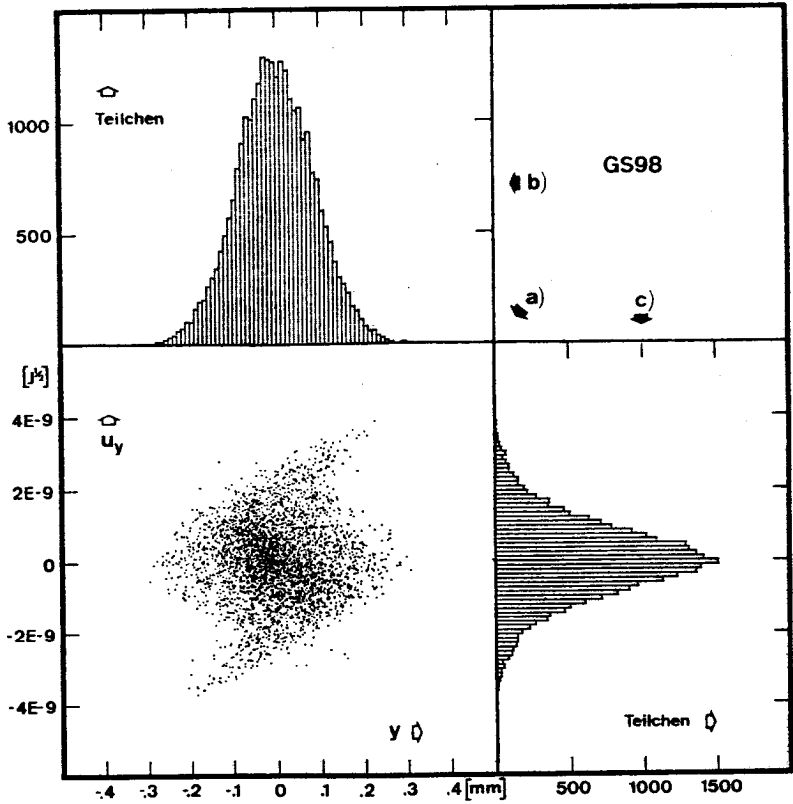 Teilchen
1000
500
GS98
b)
a)
c)
[J½]
4E-9
u_y
2E-9
0
-2E-9
-4E-9
y
Teilchen
-.4 -.3 -.2 -.1 0 .1 .2 .3 .4 [mm] 500 1000 1500